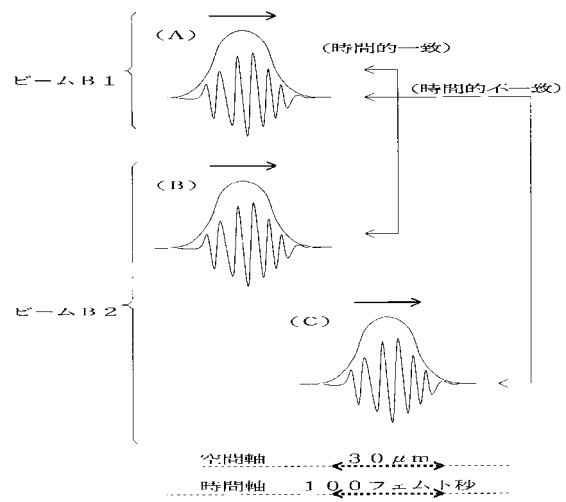 (A)
(時間的一致)
ビームB1
(時間的不一致)
(B)
ビームB2
(C)
空間軸 30μm
時間軸 100フェムト秒